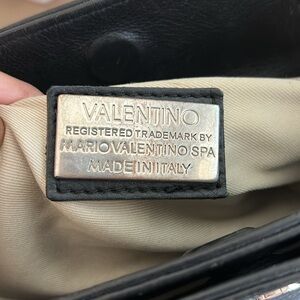 VALENTINO
REGISTERED TRADEMARK BY
MARIO VALENTINO SPA
MADE IN ITALY